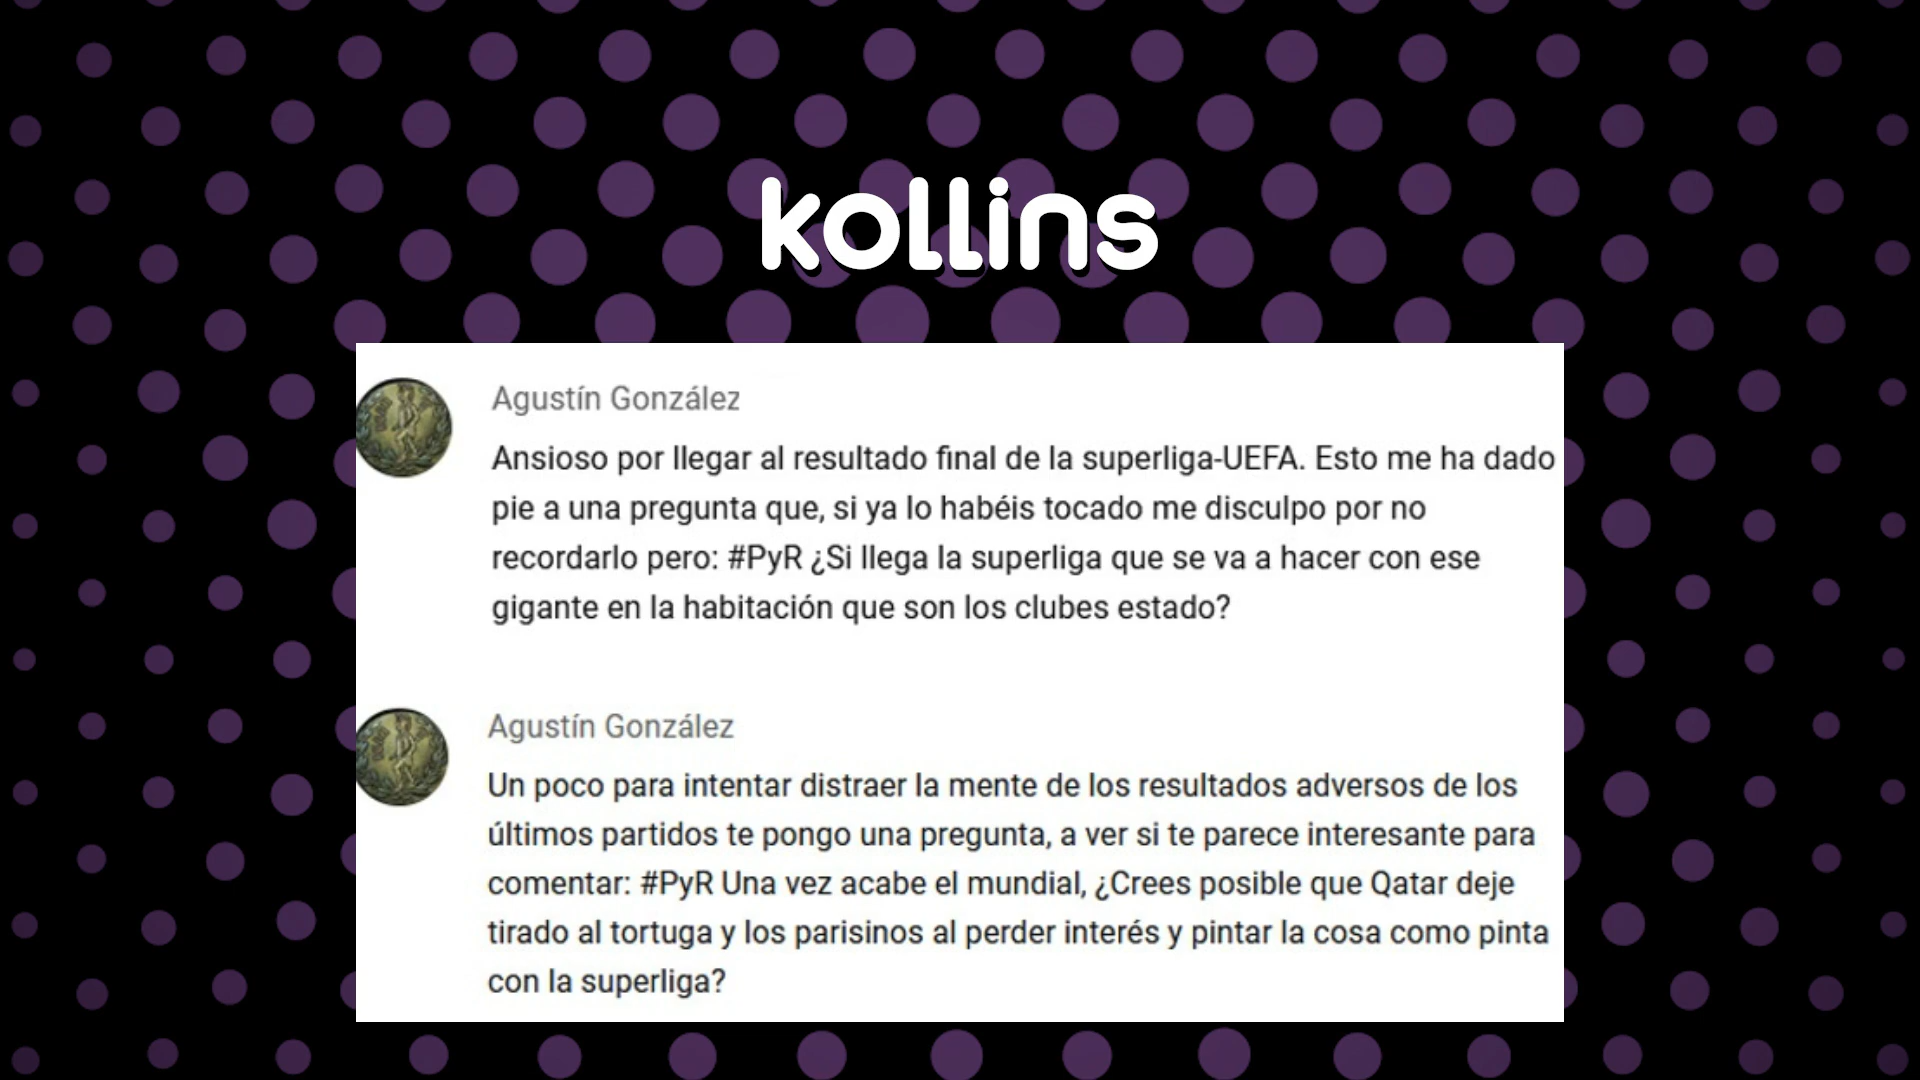 kollins
Agustín González
Ansioso por llegar al resultado final de la superliga-UEFA. Esto me ha dado
pie a una pregunta que, si ya lo habéis tocado me disculpo por no
recordarlo pero: #PyR ¿Si llega la superliga que se va a hacer con ese
gigante en la habitación que son los clubes estado?
Agustín González
Un poco para intentar distraer la mente de los resultados adversos de los
últimos partidos te pongo una pregunta, a ver si te parece interesante para
comentar: #PyR Una vez acabe el mundial, ¿Crees posible que Qatar deje
tirado al tortuga y los parisinos al perder interés y pintar la cosa como pinta
con la superliga?